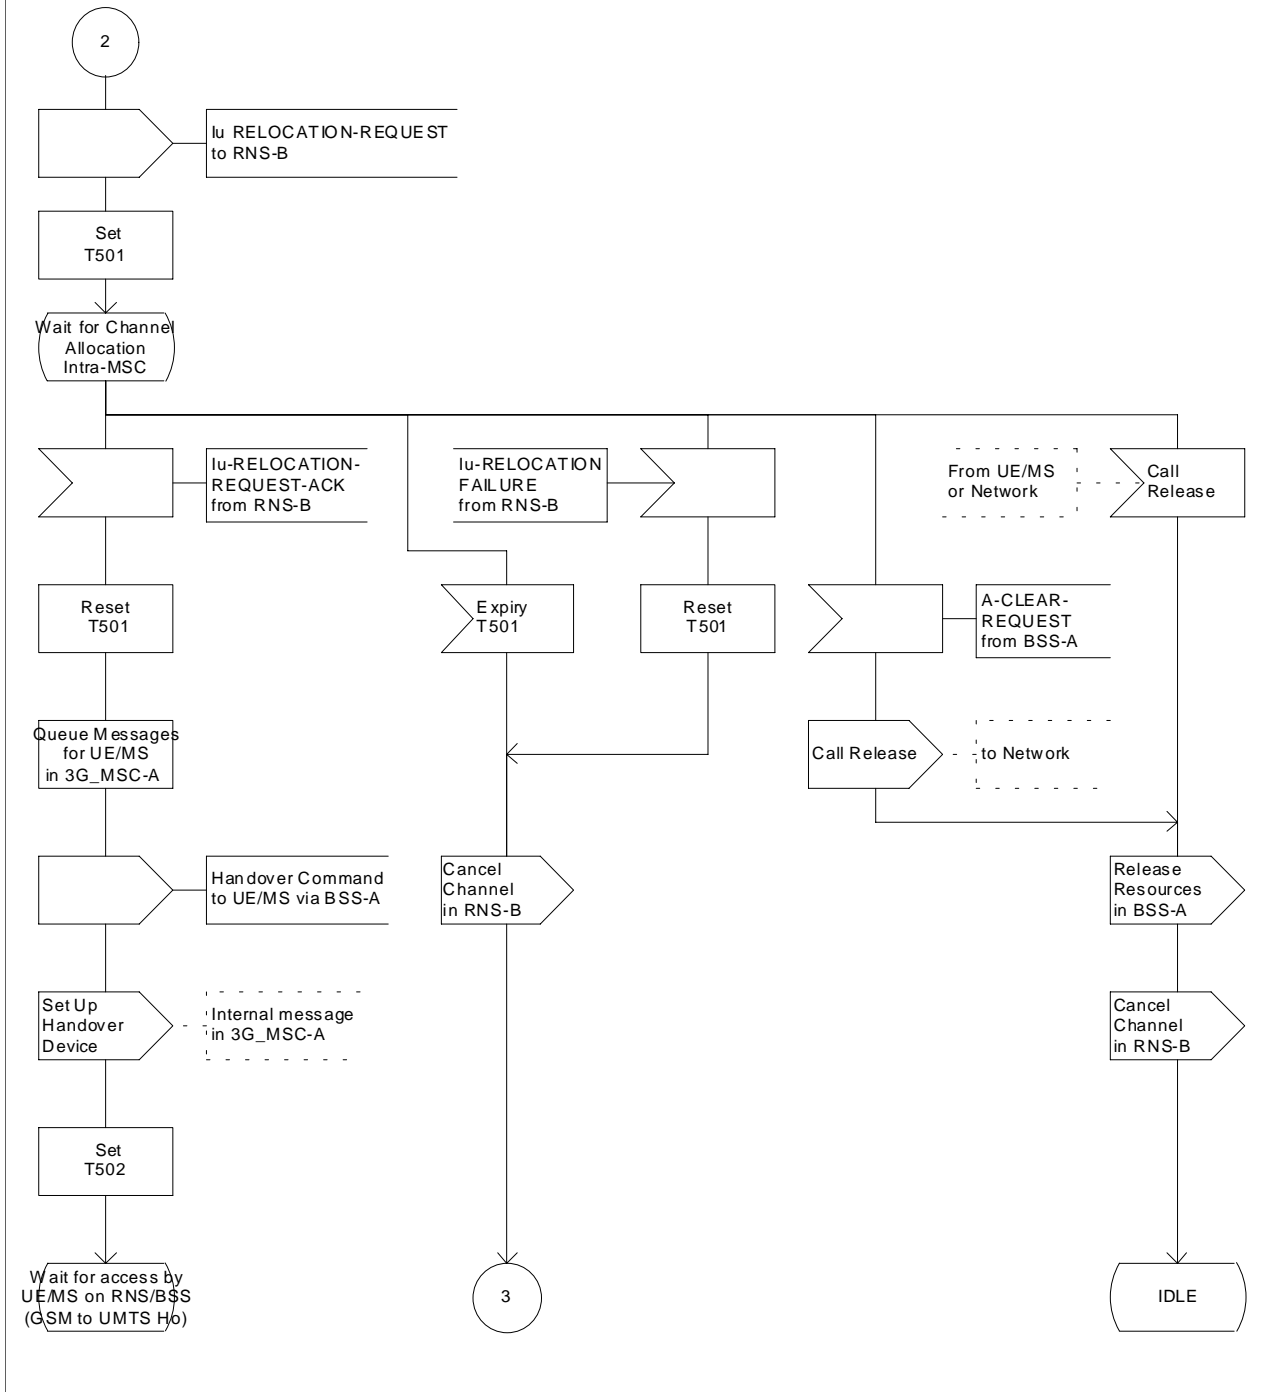 2
Iu RELOCATION-REQUEST
to RNS-B
Set
T501
Wait for Channel
Allocation
Intra-MSC
Iu-RELOCATION-
REQUEST-ACK
from RNS-B
Iu-RELOCATION
FAILURE
from RNS-B
From UE/MS
or Network
Call
Release
Reset
T501
Expiry
T501
Reset
T501
A-CLEAR-
REQUEST
from BSS-A
Queue Messages
for UE/MS
in 3G_MSC-A
Call Release
to Network
Handover Command
to UE/MS via BSS-A
Cancel
Channel
in RNS-B
Release
Resources
in BSS-A
Set Up
Handover
Device
Internal message
in 3G_MSC-A
Cancel
Channel
in RNS-B
Set
T502
Wait for access by
UE/MS on RNS/BSS
(GSM to UMTS Ho)
3
IDLE